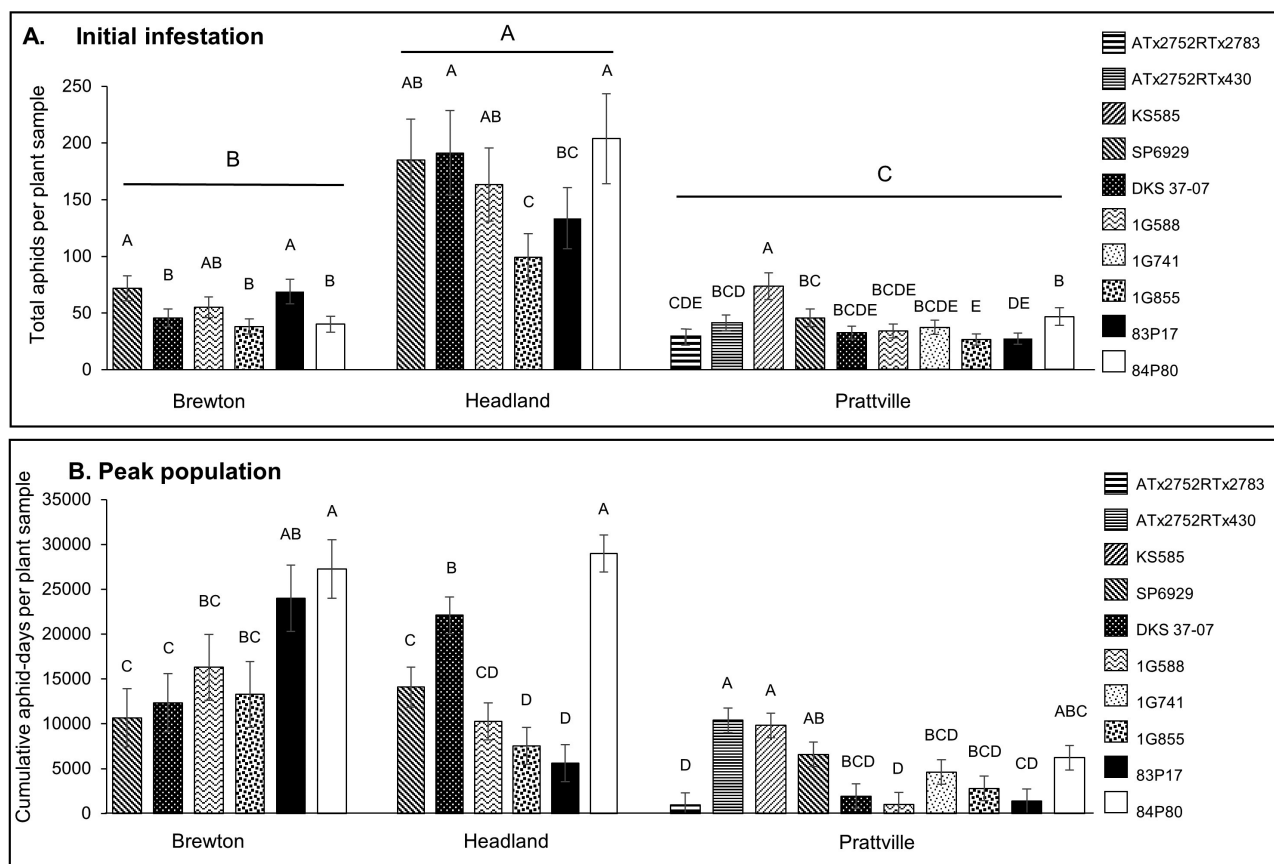 A. Initial infestation
A
ATx2752RTx2783
ATx2752RTx430
KS585
SP6929
DKS 37-07
1G588
1G741
1G855
83P17
84P80
Total aphids per plant sample
250
200
150
100
50
0
B
C
A B AB B A B
AB A AB C BC A
CDE BCD A BC BCDE BCDE BCDE E DE B
Brewton Headland Prattville
B. Peak population
ATx2752RTx2783
ATx2752RTx430
KS585
SP6929
DKS 37-07
1G588
1G741
1G855
83P17
84P80
Cumulative aphid-days per plant sample
35000
30000
25000
20000
15000
10000
5000
0
C C BC BC AB A
C B CD D D A
D A A AB BCD D BCD BCD CD ABC
Brewton Headland Prattville